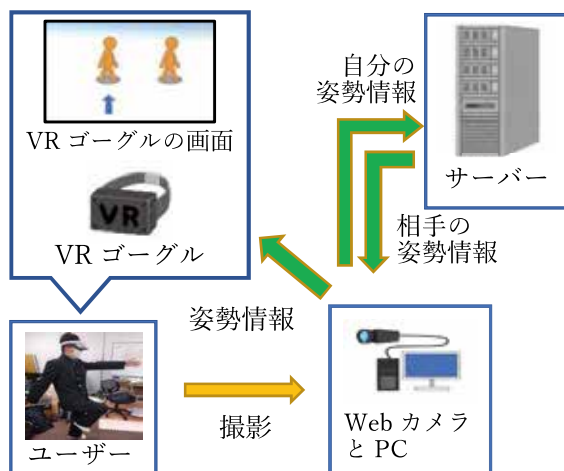 VR ゴーグルの画面
VR
VR ゴーグル
自分の
姿勢情報
サーバー
相手の
姿勢情報
姿勢情報
撮影
ユーザー
Web カメラ
と PC